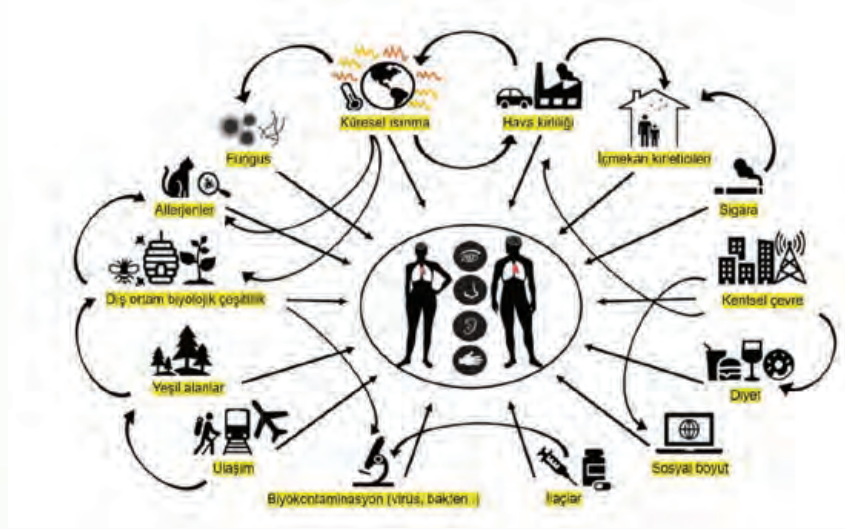 Küresel ısınma
Hava kirliliği
Fungus
İçmekan kirleticileri
Allerjenler
Sigara
Dış ortam biyolojik çeşitlilik
Kentsel çevre
Yeşil alanlar
Diyet
Ulaşım
Sosyal boyut
Biyokontaminasyon (virüs, bakteri..)
İlaçlar